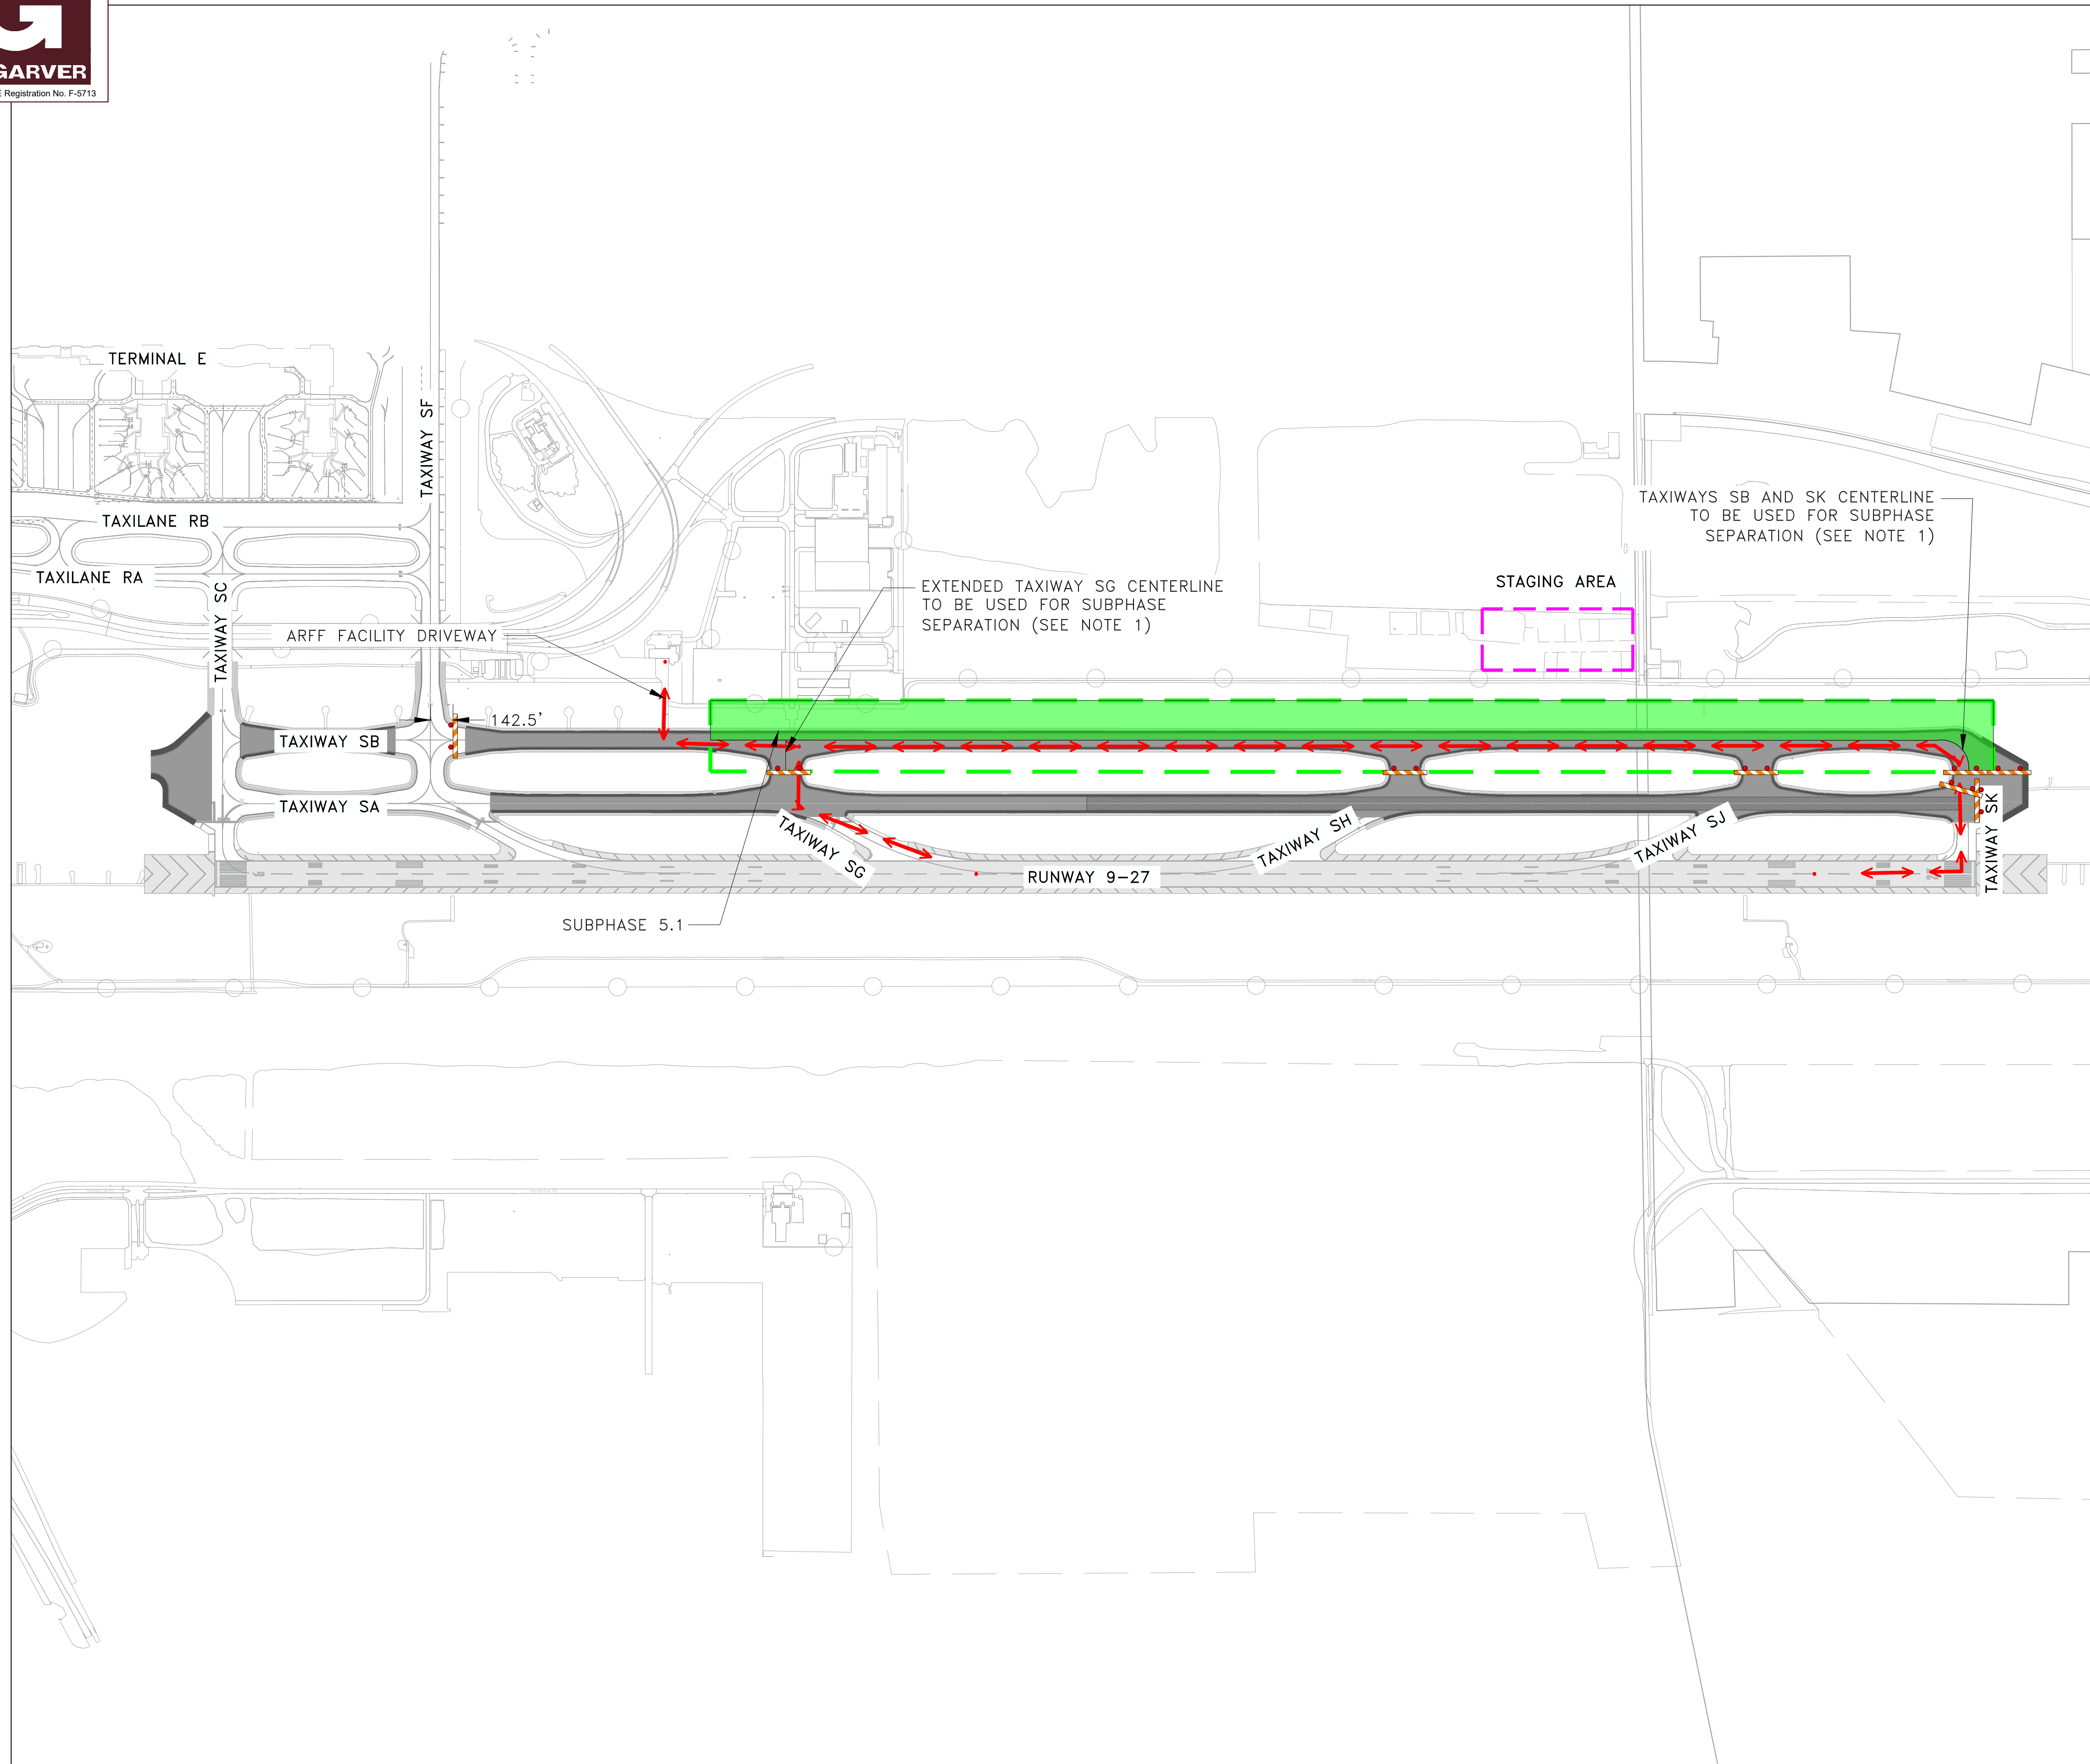 GARVER
E Registration No. F-5713
TERMINAL E
TAXIWAY SF
TAXILANE RB
TAXILANE RA
TAXIWAY SC
TAXIWAYS SB AND SK CENTERLINE
TO BE USED FOR SUBPHASE
SEPARATION (SEE NOTE 1)
STAGING AREA
EXTENDED TAXIWAY SG CENTERLINE
TO BE USED FOR SUBPHASE
SEPARATION (SEE NOTE 1)
ARFF FACILITY DRIVEWAY
142.5'
TAXIWAY SB
TAXIWAY SA
TAXIWAY SG
TAXIWAY SH
TAXIWAY SJ
TAXIWAY SK
RUNWAY 9-27
SUBPHASE 5.1